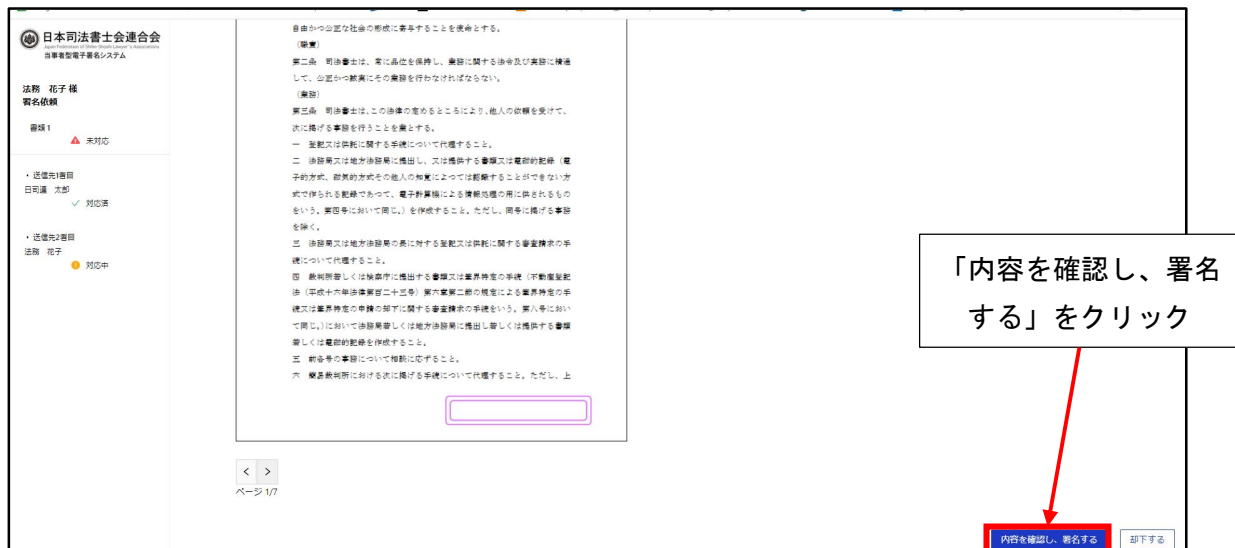 日本司法書士会連合会
Japan Federation of Shiho-Shoshi Lawyer's Associations
当事者型電子署名システム
法務 花子 様
署名依頼
書類 1
未対応
・ 送信先1番目
日司連 太郎
対応済
・ 送信先2番目
法務 花子
対応中
自由かつ公正な社会の形成に寄与することを使命とする。
（職責）
第二条 司法書士は、常に品位を保持し、業務に関する法令及び実務に精通
して、公正かつ誠実にその業務を行わなければならない。
（業務）
第三条 司法書士は、この法律の定めるところにより、他人の依頼を受けて、
次に掲げる事務を行うことを業とする。
一 登記又は供託に関する手続について代理すること。
二 法務局又は地方法務局に提出し、又は提供する書類又は電磁的記録（電
子的方式、磁気的方式その他人の知覚によつては認識することができない方
式で作られる記録であつて、電子計算機による情報処理の用に供されるもの
をいう。第四号において同じ。）を作成すること。ただし、同号に掲げる事務
を除く。
三 法務局又は地方法務局の長に対する登記又は供託に関する審査請求の手
続について代理すること。
四 裁判所若しくは検察庁に提出する書類又は筆界特定の手続（不動産登記
法（平成十六年法律第百二十三号）第六章第二節の規定による筆界特定の手
続又は筆界特定の申請の却下に関する審査請求の手続をいう。第八号におい
て同じ。）において法務局若しくは地方法務局に提出し若しくは提供する書類
若しくは電磁的記録を作成すること。
五 前各号の事務について相談に応ずること。
六 簡易裁判所における次に掲げる手続について代理すること。ただし、上
< >
ページ 1/7
「内容を確認し、署名
する」をクリック
内容を確認し、署名する
却下する